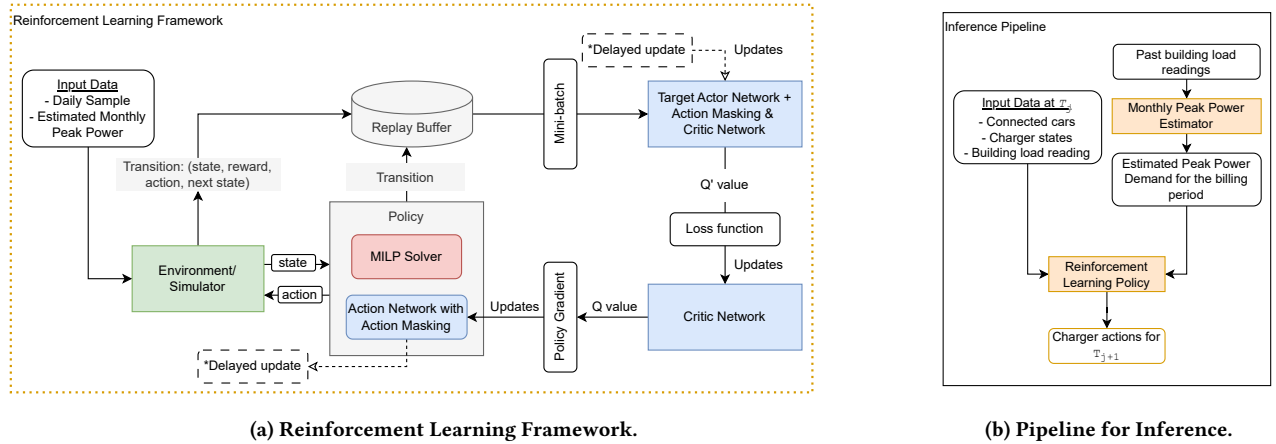 Reinforcement Learning Framework
Input Data
- Daily Sample
- Estimated Monthly
Peak Power
Transition: (state, reward,
action, next state)
Environment/
Simulator
state
action
Replay Buffer
Transition
Policy
MILP Solver
Action Network with
Action Masking
*Delayed update
Mini-batch
*Delayed update
Updates
Target Actor Network +
Action Masking &
Critic Network
Q' value
Loss function
Updates
Critic Network
Q value
Policy Gradient
Updates
(a) Reinforcement Learning Framework.
Inference Pipeline
Past building load
readings
Input Data at Tj
- Connected cars
- Charger states
- Building load reading
Monthly Peak Power
Estimator
Estimated Peak Power
Demand for the billing
period
Reinforcement
Learning Policy
Charger actions for
Tj+1
(b) Pipeline for Inference.